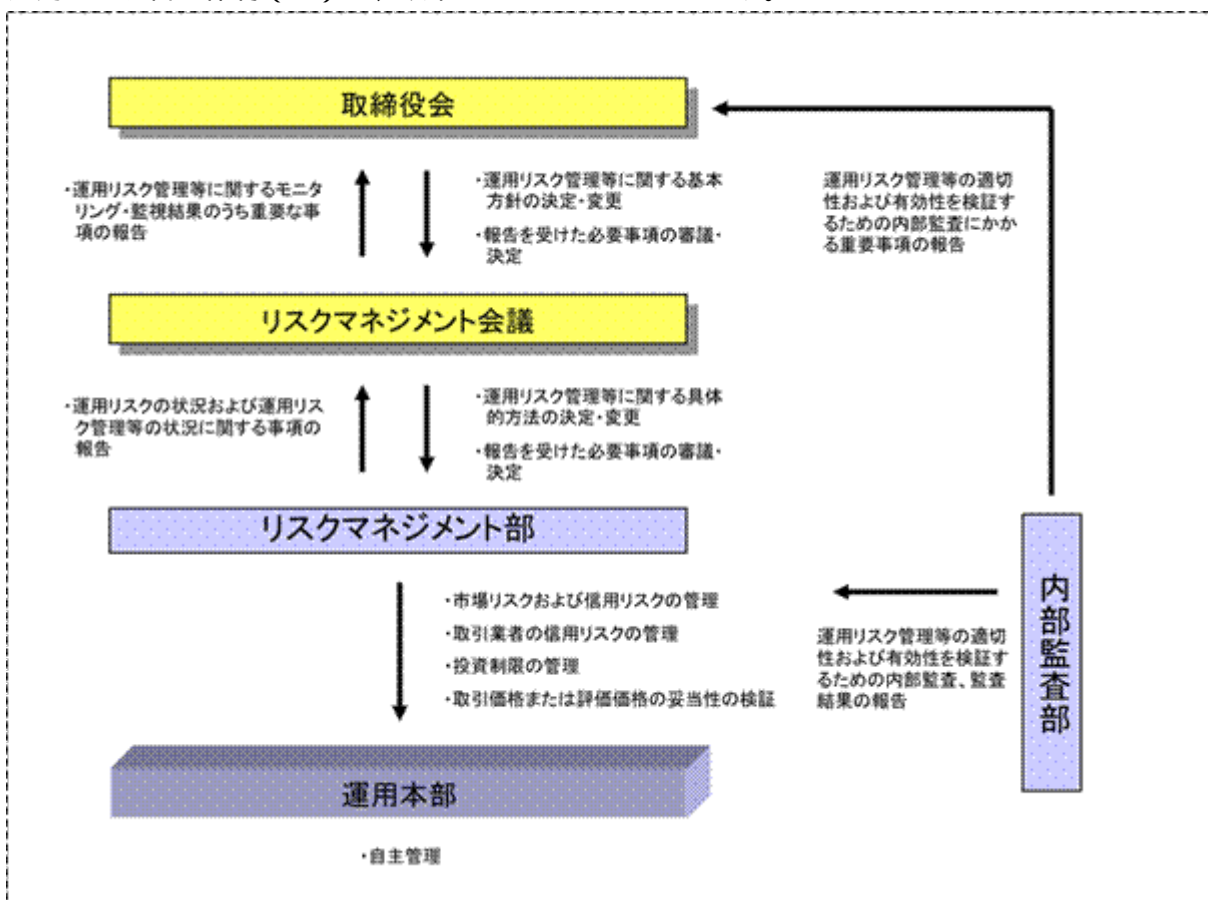 取締役会
・運用リスク管理等に関するモニタ
リング・監視結果のうち重要な事
項の報告
・運用リスク管理等に関する基本
方針の決定・変更
・報告を受けた必要事項の審議・
決定
運用リスク管理等の適切
性および有効性を検証す
るための内部監査にかか
る重要事項の報告
リスクマネジメント会議
・運用リスクの状況および運用リス
ク管理等の状況に関する事項の
報告
・運用リスク管理等に関する具体
的方法の決定・変更
・報告を受けた必要事項の審議・
決定
リスクマネジメント部
・市場リスクおよび信用リスクの管理
・取引業者の信用リスクの管理
・投資制限の管理
・取引価格または評価価格の妥当性の検証
運用リスク管理等の適切
性および有効性を検証す
るための内部監査、監査
結果の報告
内部監査部
運用本部
・自主管理